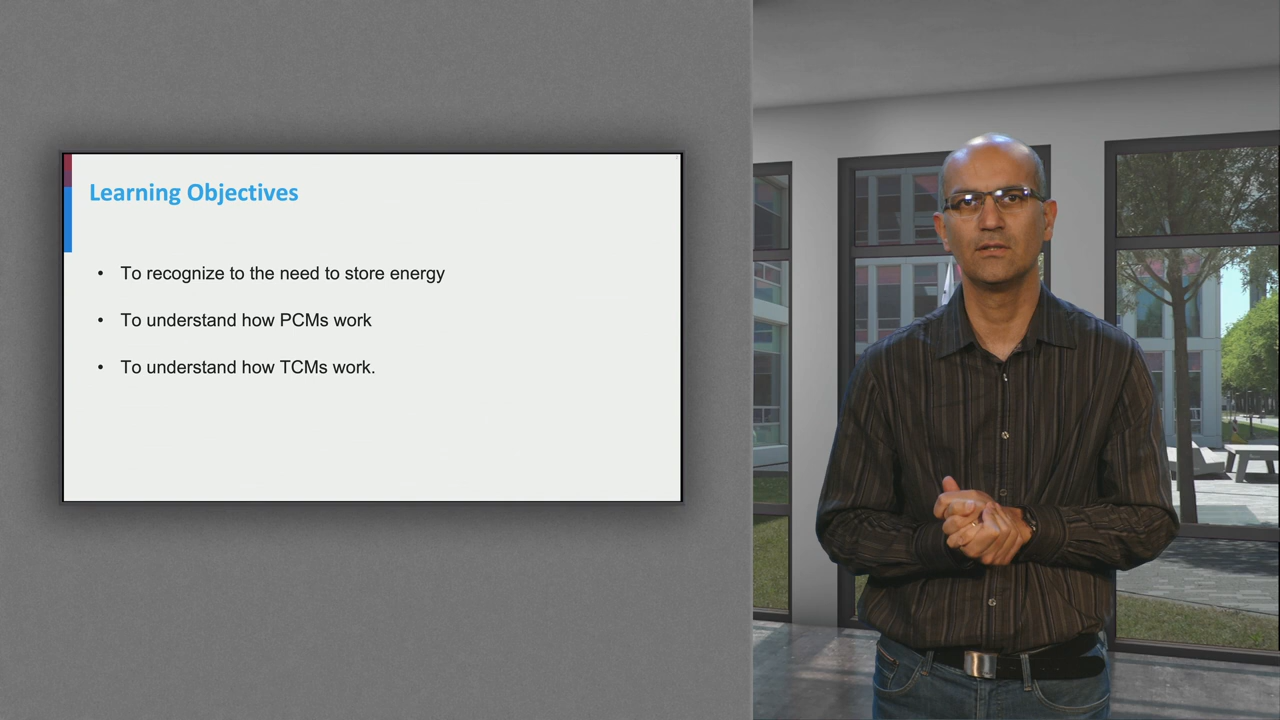 Learning Objectives
• To recognize to the need to store energy
• To understand how PCMs work
• To understand how TCMs work.